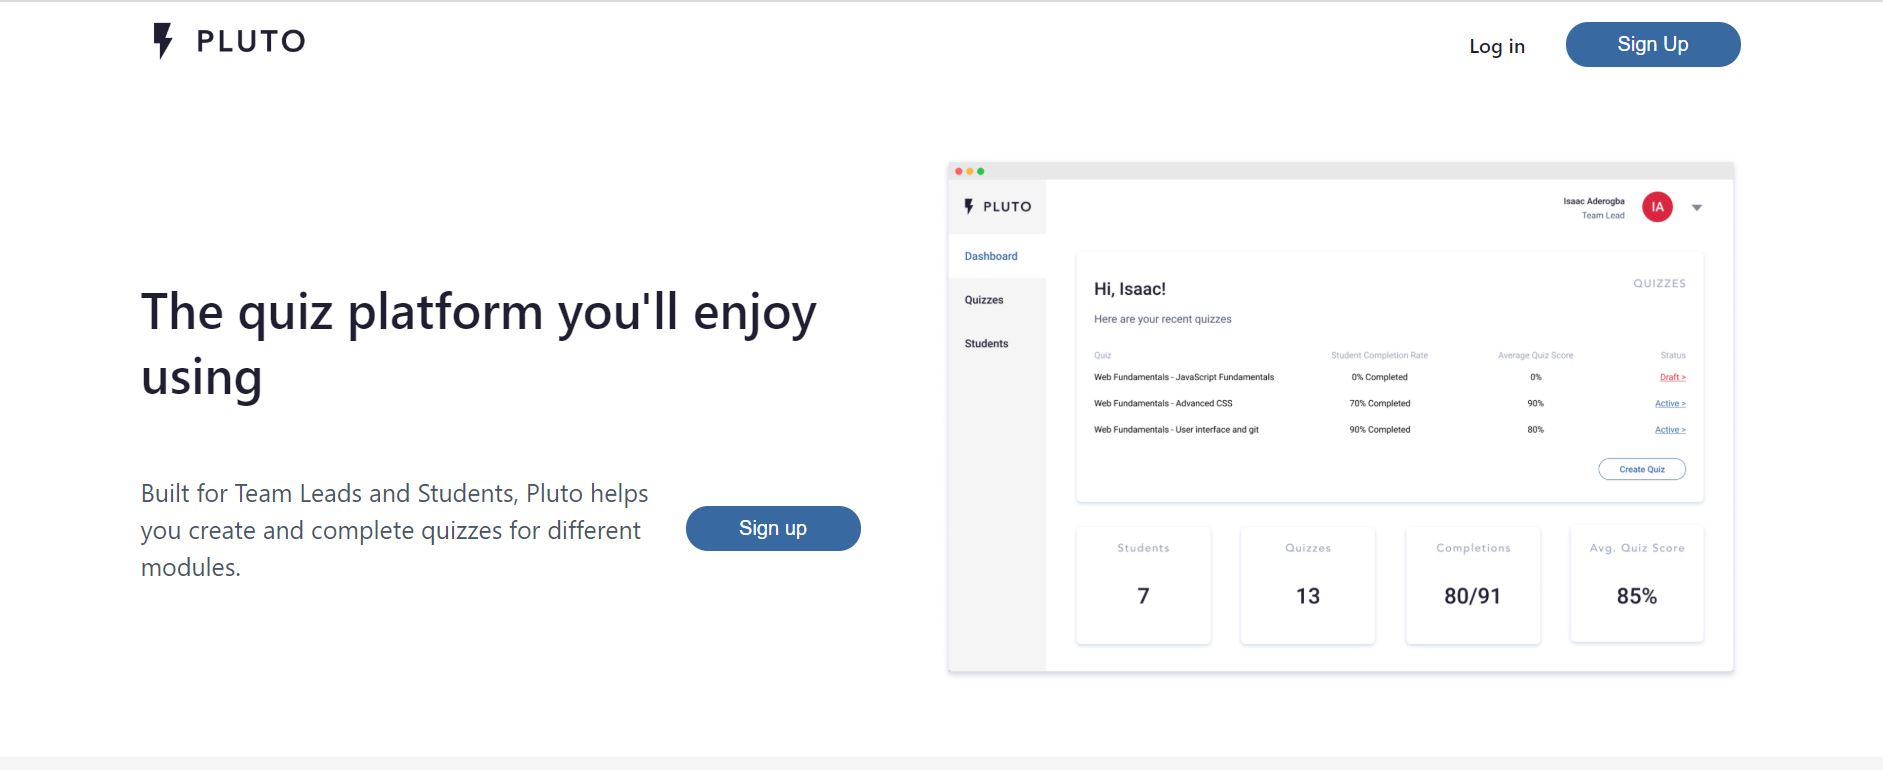 PLUTO
Log in
Sign Up
The quiz platform you'll enjoy
using
Built for Team Leads and Students, Pluto helps
you create and complete quizzes for different
modules.
Sign up
PLUTO
Isaac Aderogba
Team Lead
IA
Dashboard
Quizzes
Students
Hi, Isaac!
QUIZZES
Here are your recent quizzes
Quiz Student Completion Rate Average Quiz Score Status
Web Fundamentals - JavaScript Fundamentals 0% Completed 0% Draft >
Web Fundamentals - Advanced CSS 70% Completed 90% Active >
Web Fundamentals - User interface and git 90% Completed 80% Active >
Create Quiz
Students Quizzes Completions Avg. Quiz Score
7 13 80/91 85%